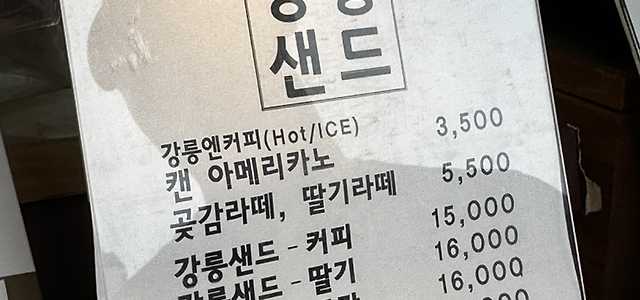 샌드
강릉엔커피(Hot/ICE) 3,500
캔 아메리카노
곶감라떼, 딸기라떼 5,500
강릉샌드 - 커피 15,000
강릉샌드 - 딸기 16,000
16,000